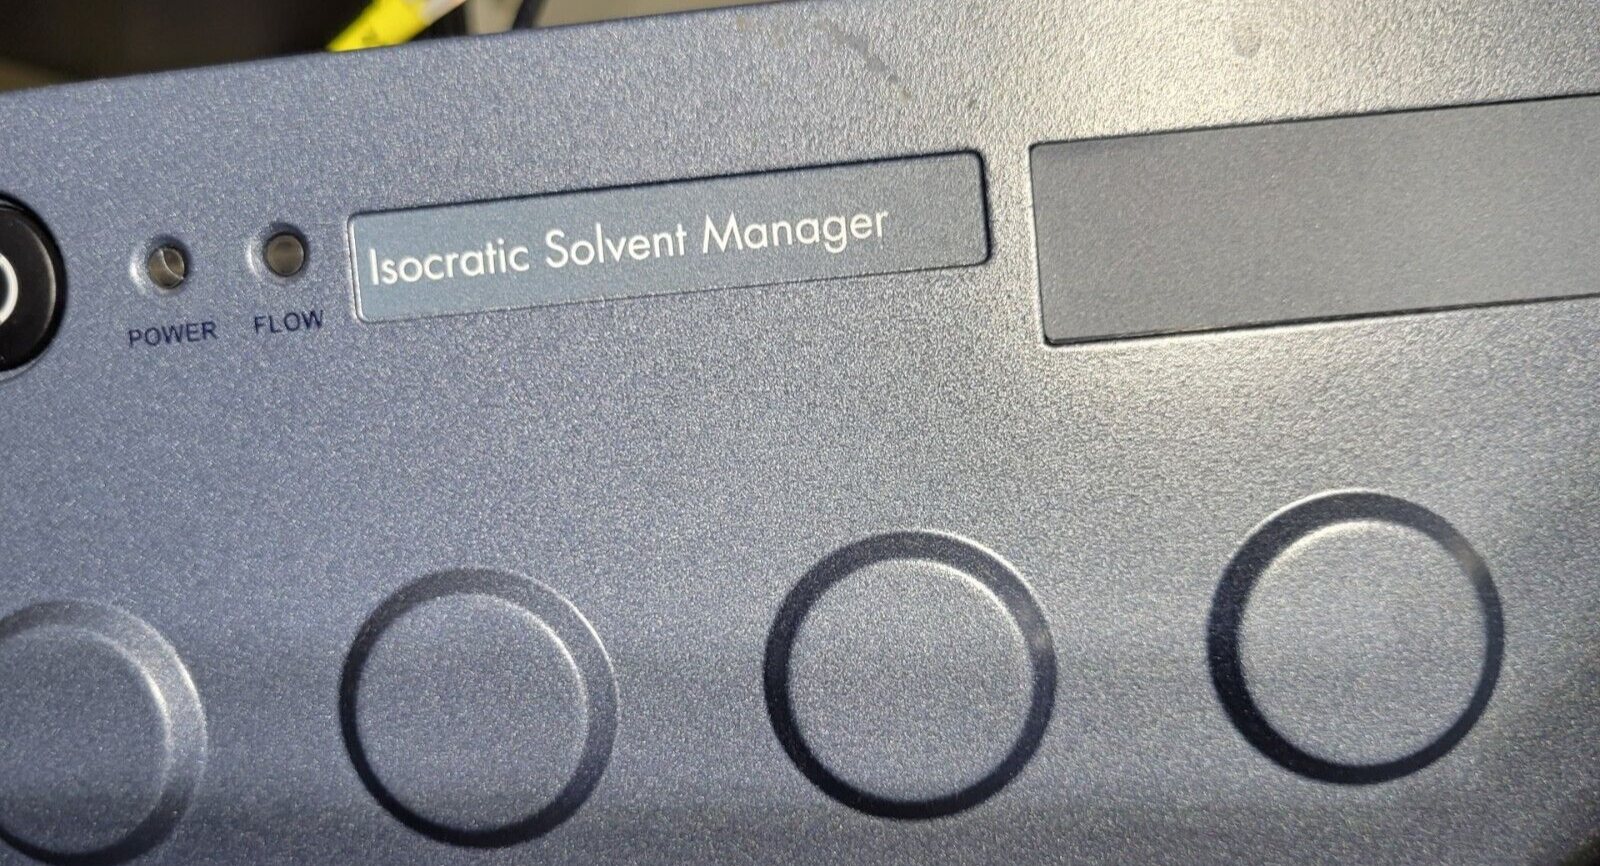 Isocratic Solvent Manager
POWER
FLOW